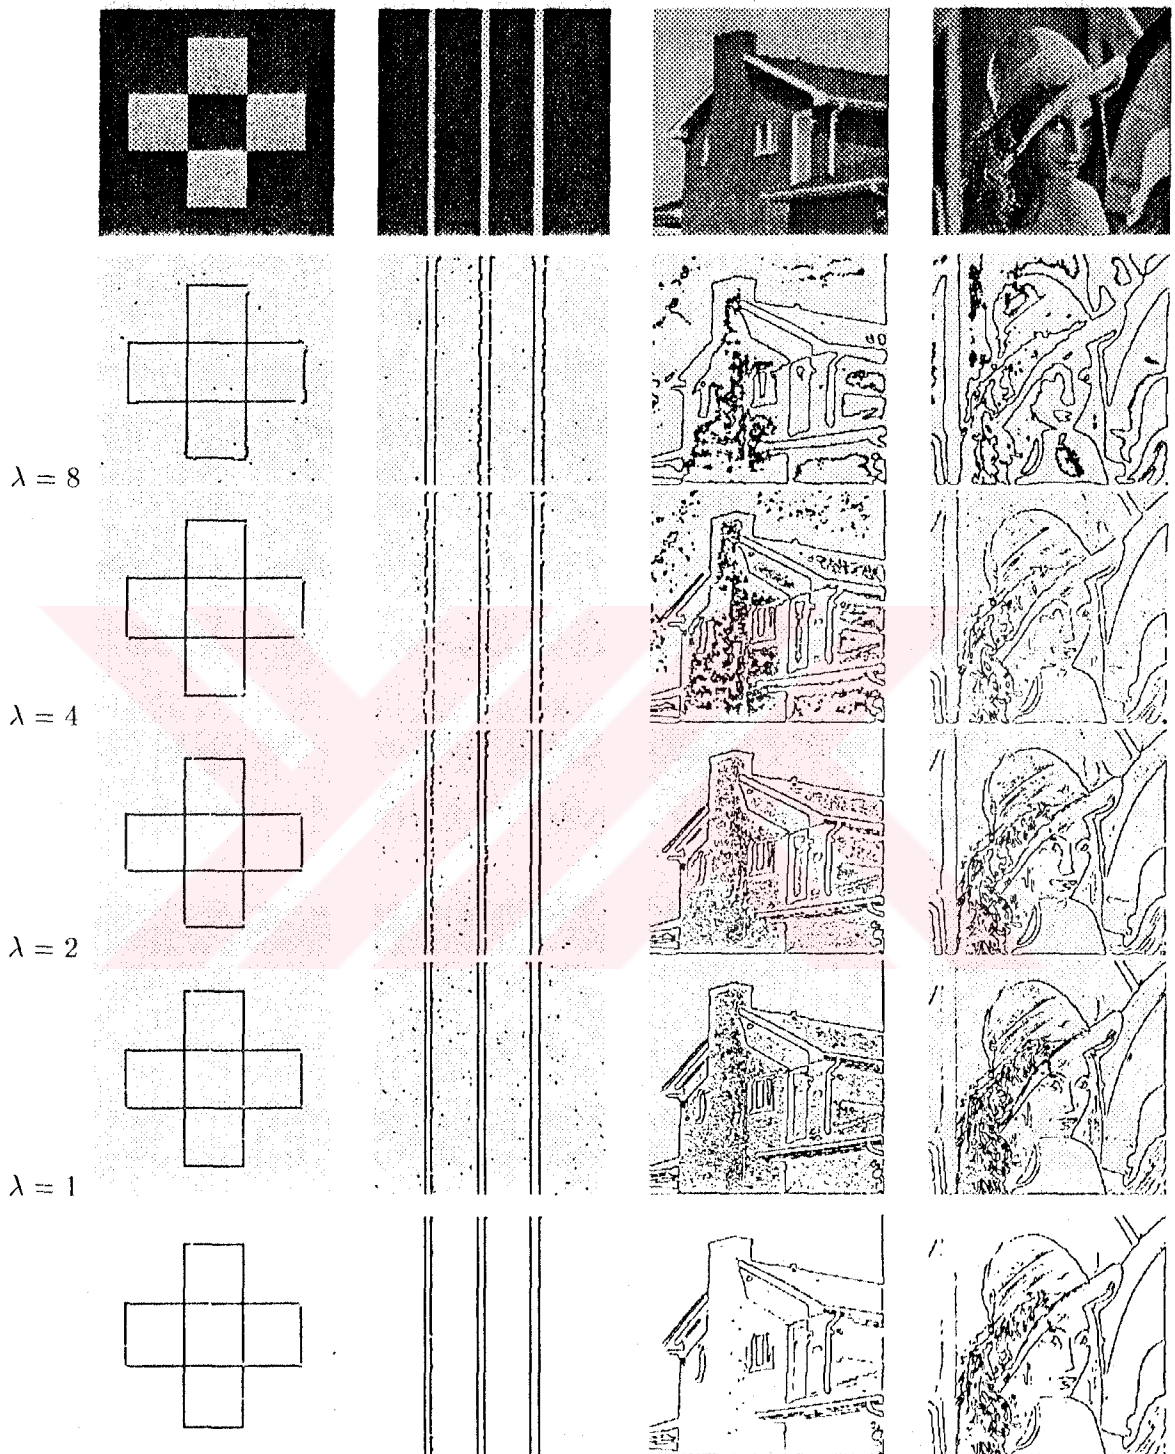 λ = 8
λ = 4
λ = 2
λ = 1